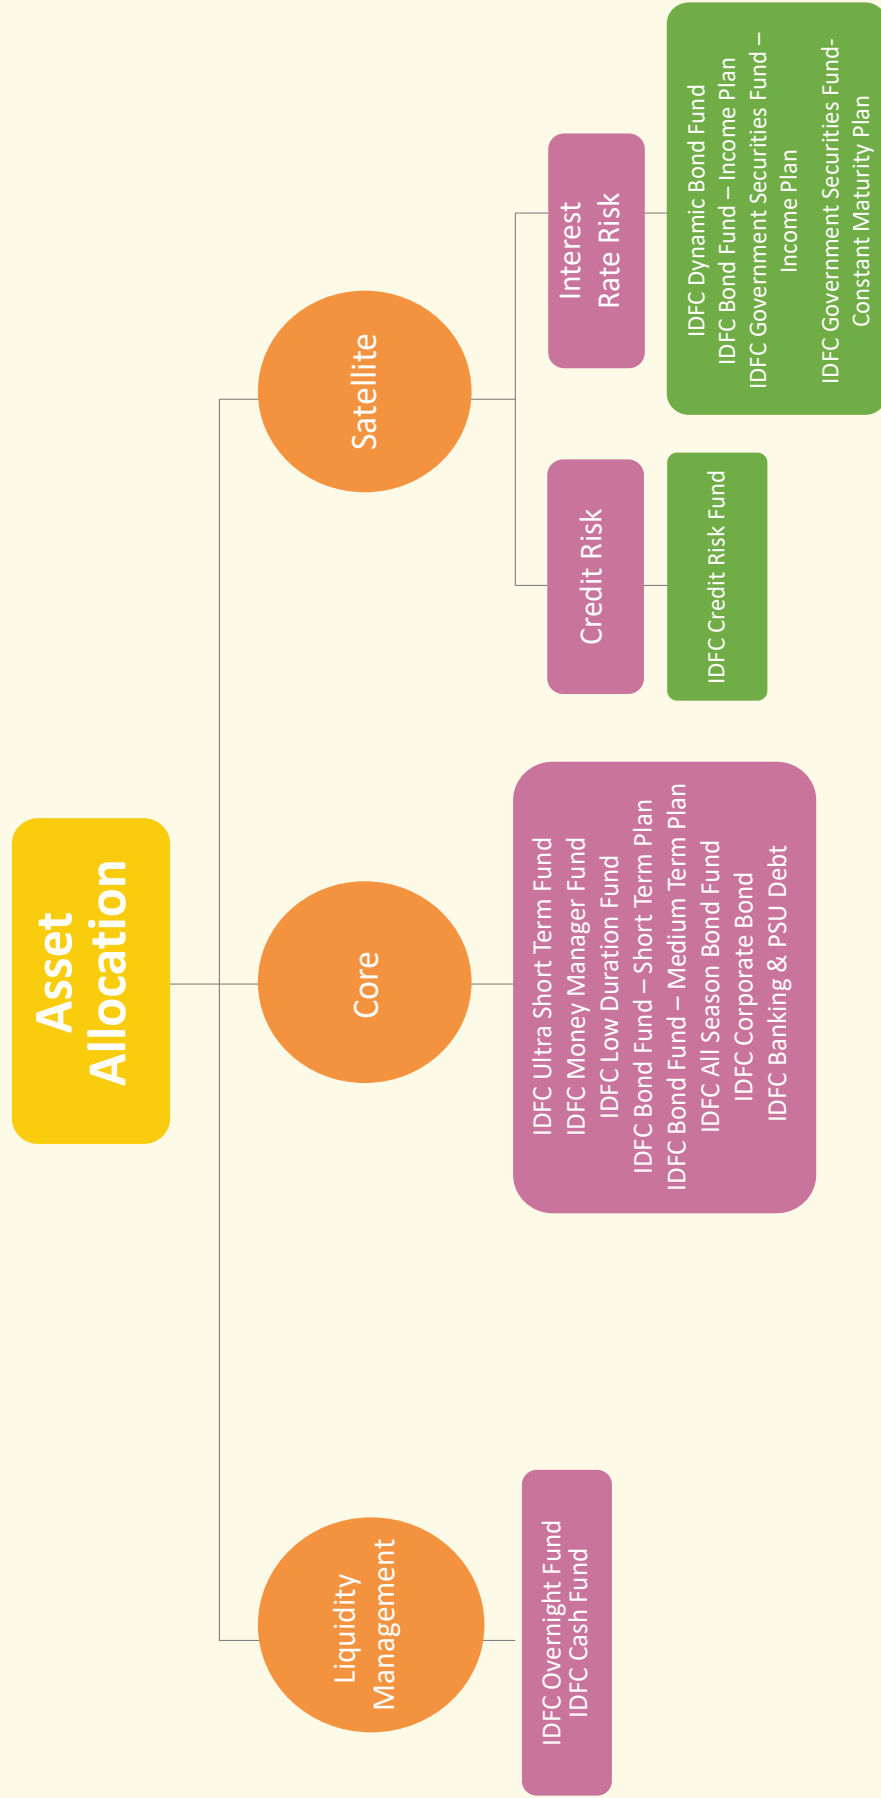 Asset
Allocation
Liquidity
Management
Core
Satellite
IDFC Overnight Fund
IDFC Cash Fund
IDFC Ultra Short Term Fund
IDFC Money Manager Fund
IDFC Low Duration Fund
IDFC Bond Fund – Short Term Plan
IDFC Bond Fund – Medium Term Plan
IDFC All Season Bond Fund
IDFC Corporate Bond
IDFC Banking & PSU Debt
Credit Risk
Interest
Rate Risk
IDFC Credit Risk Fund
IDFC Dynamic Bond Fund
IDFC Bond Fund – Income Plan
IDFC Government Securities Fund –
Income Plan
IDFC Government Securities Fund-
Constant Maturity Plan